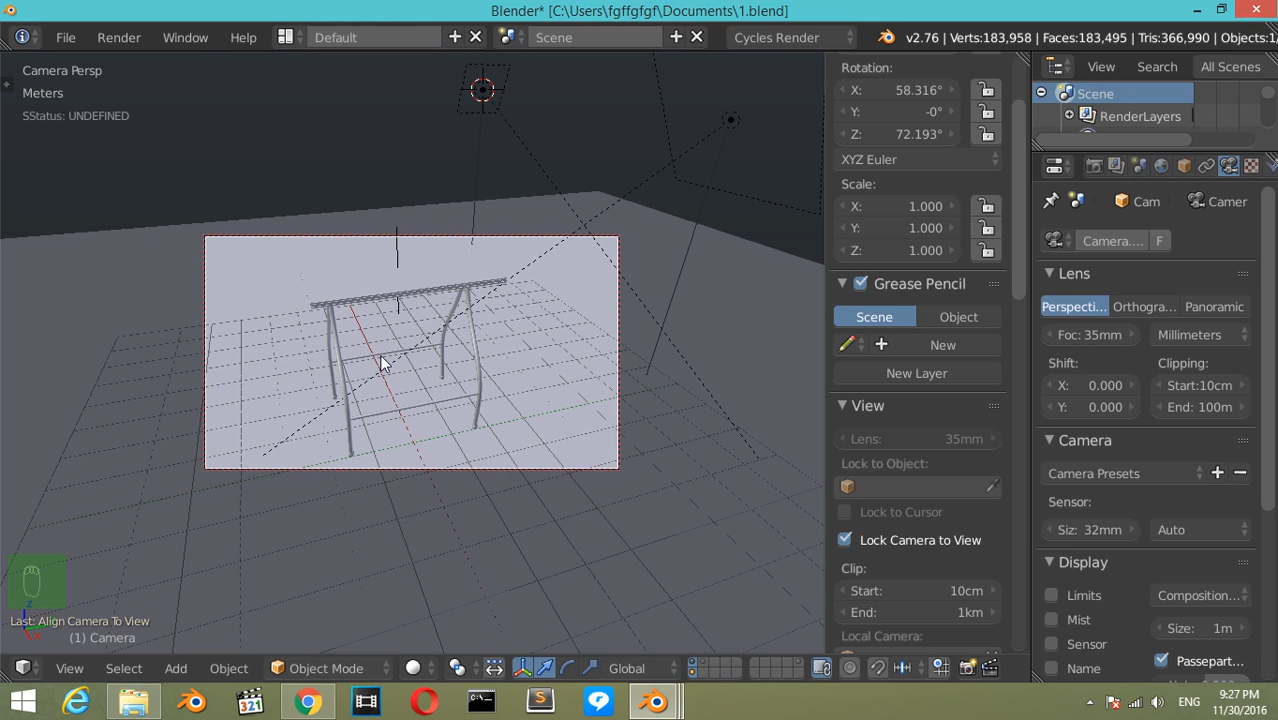 Blender* [C:\Users\fgffgfgf\Documents\1.blend]
File Render Window Help Default Scene Cycles Render v2.76 | Verts:183,958 | Faces:183,495 | Tris:366,990 | Objects:1/
Camera Persp
Meters
SStatus: UNDEFINED
Last: Align Camera To View
(1) Camera
z
x
Rotation:
X: 58.316°
Y: -0°
Z: 72.193°
XYZ Euler
Scale:
X: 1.000
Y: 1.000
Z: 1.000
Grease Pencil
Scene Object
New
New Layer
View
Lens: 35mm
Lock to Object:
Lock to Cursor
Lock Camera to View
Clip:
Start: 10cm
End: 1km
Local Camera:
View Search All Scenes
Scene
RenderLayers
Cam Camer
Camera.... F
Lens
Perspecti... Orthogra... Panoramic
Foc: 35mm Millimeters
Shift: Clipping:
X: 0.000 Start:10cm
Y: 0.000 End: 100m
Camera
Camera Presets
Sensor:
Siz: 32mm Auto
Display
Limits Composition...
Mist Size: 1m
Sensor
Name Passepart...
View Select Add Object Object Mode Global
321
ENG
9:27 PM
11/30/2016